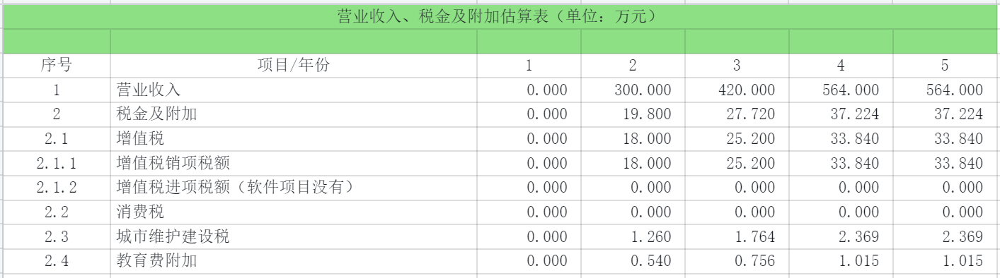 营业收入、税金及附加估算表（单位：万元）
序号 项目/年份 1 2 3 4 5
1 营业收入 0.000 300.000 420.000 564.000 564.000
2 税金及附加 0.000 19.800 27.720 37.224 37.224
2.1 增值税 0.000 18.000 25.200 33.840 33.840
2.1.1 增值税销项税额 0.000 18.000 25.200 33.840 33.840
2.1.2 增值税进项税额（软件项目没有） 0.000 0.000 0.000 0.000 0.000
2.2 消费税 0.000 0.000 0.000 0.000 0.000
2.3 城市维护建设税 0.000 1.260 1.764 2.369 2.369
2.4 教育费附加 0.000 0.540 0.756 1.015 1.015